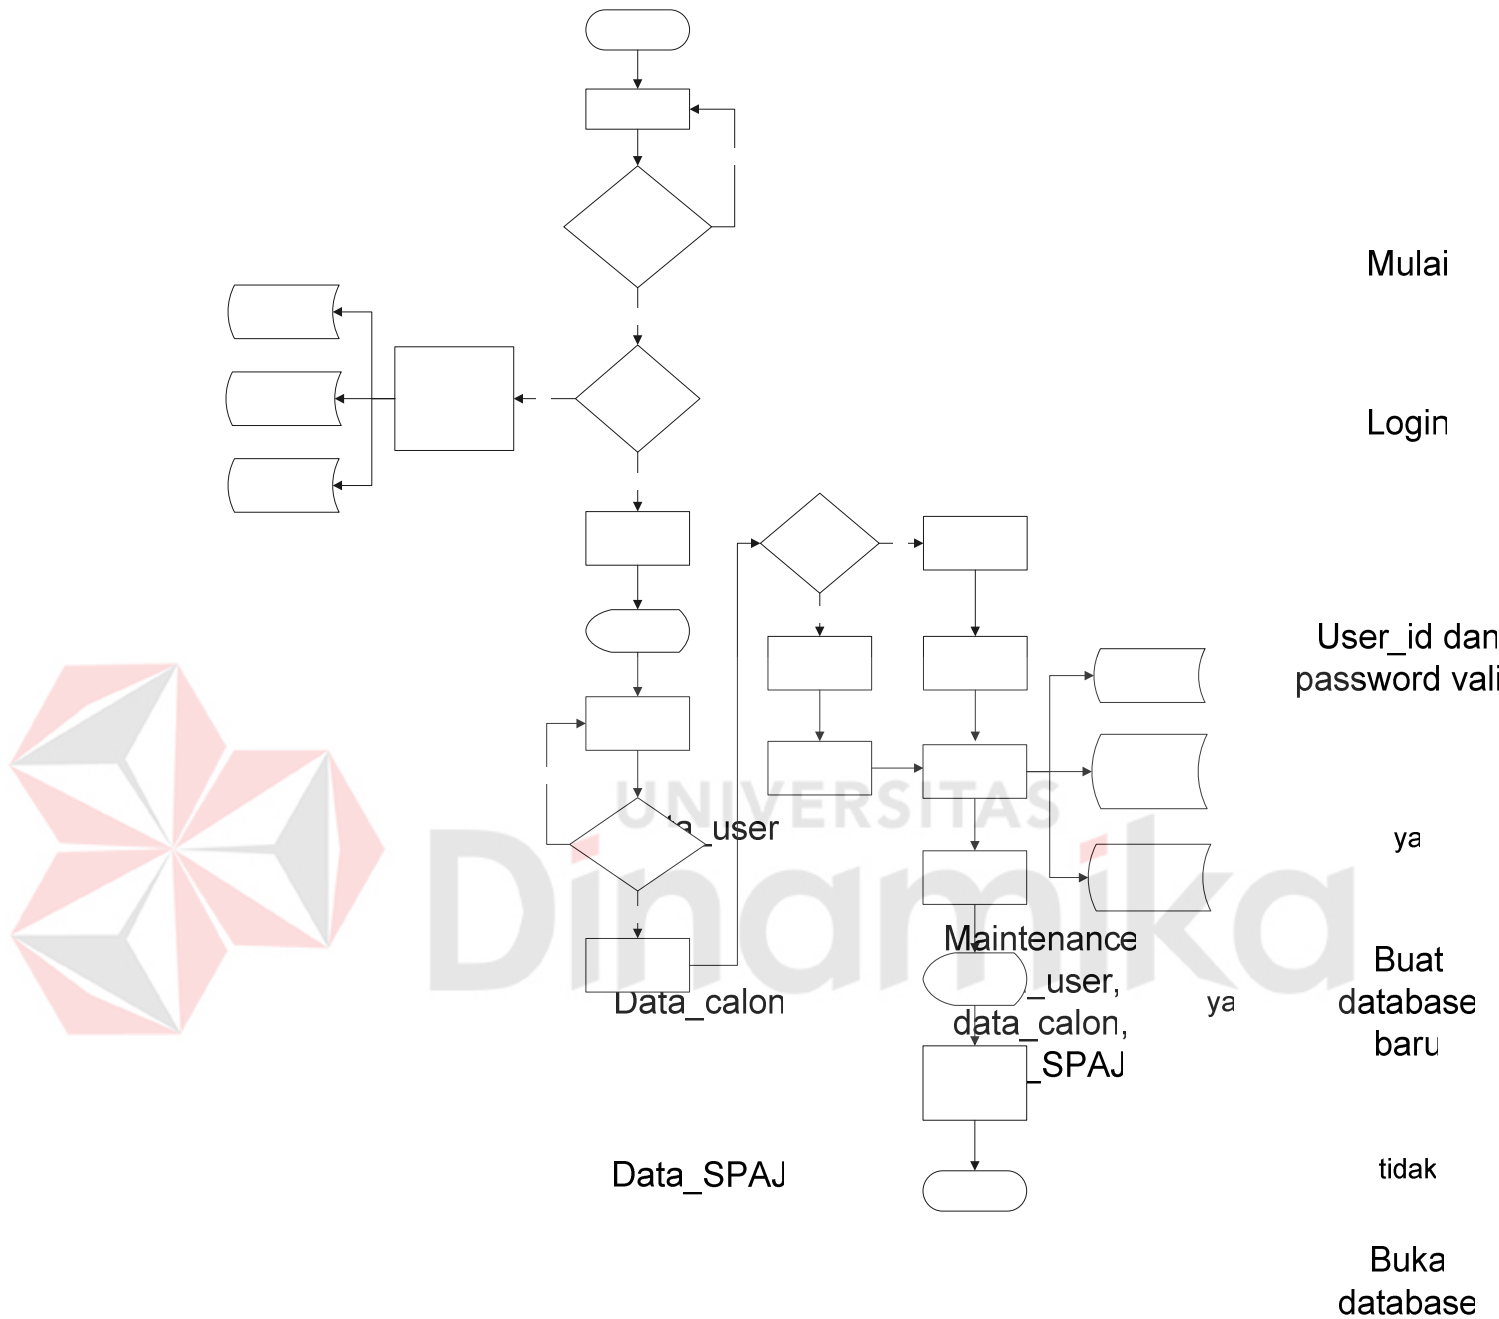 Mulai
Login
User_id dan
password vali
UNIVERSITAS
Dinamika
_user
ya
Maintenance
_user,
data_calon,
_SPAJ
Data_calon
ya
Buat
database
baru
Data_SPAJ
tidak
Buka
database